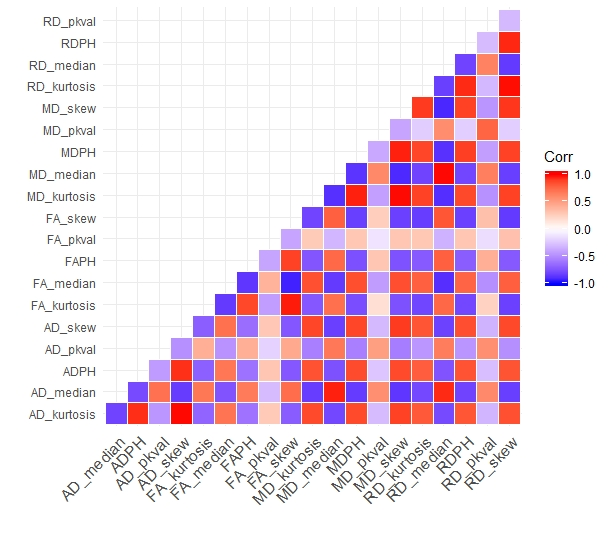 RD_pkval
RDPH
RD_median
RD_kurtosis
MD_skew
MD_pkval
MDPH
MD_median
MD_kurtosis
FA_skew
FA_pkval
FAPH
FA_median
FA_kurtosis
AD_skew
AD_pkval
ADPH
AD_median
AD_kurtosis
AD_median
ADPH
AD_pkval
AD_skew
FA_kurtosis
FA_median
FAPH
FA_pkval
FA_skew
MD_kurtosis
MD_median
MDPH
MD_pkval
MD_skew
RD_kurtosis
RD_median
RDPH
RD_pkval
RD_skew
Corr
1.0
0.5
0.0
-0.5
-1.0